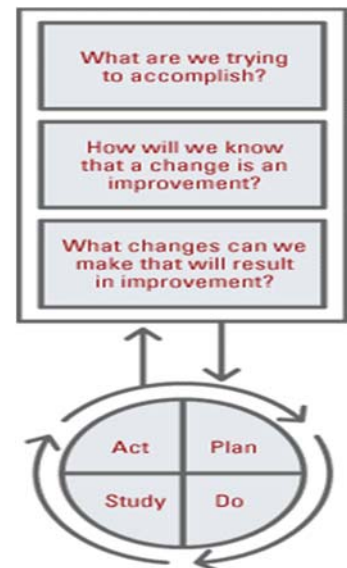 What are we trying
to accomplish?
How will we know
that a change is an
improvement?
What changes can we
make that will result
in improvement?
Act
Plan
Study
Do